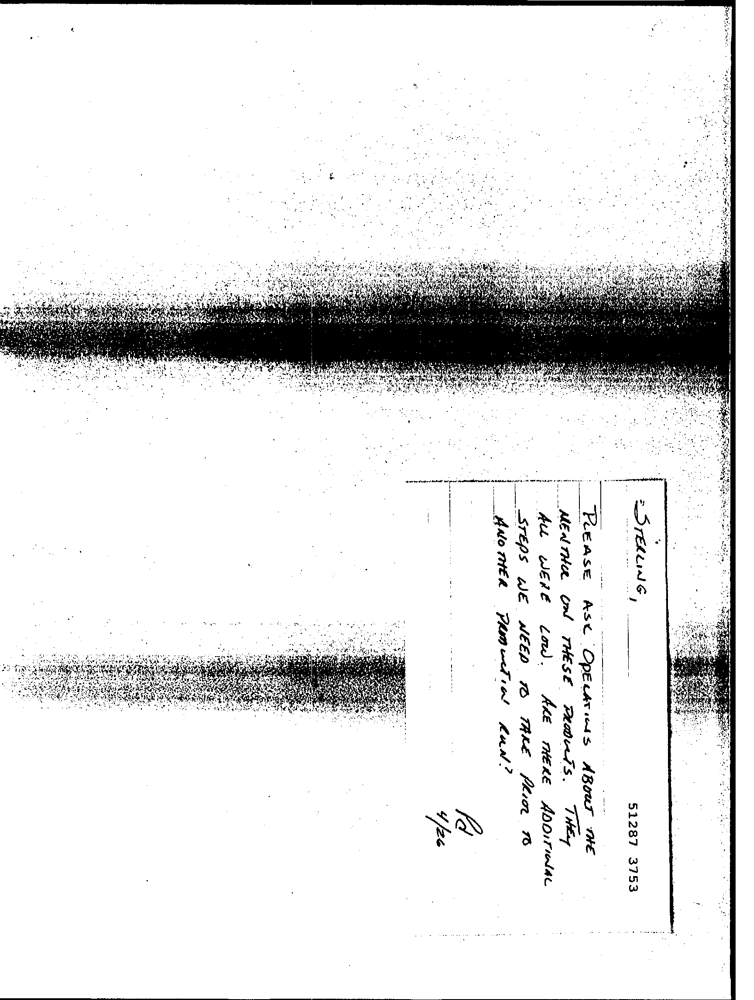 51287 3753
STERLING,
PLEASE ASK OPERATIONS ABOUT THE
MENTHOL ON THESE PRODUCTS. THEY
ALL WERE LOW. ARE THERE ADDITIONAL
STEPS WE NEED TO TAKE PRIOR TO
ANOTHER PRODUCTION RUN?
4/26